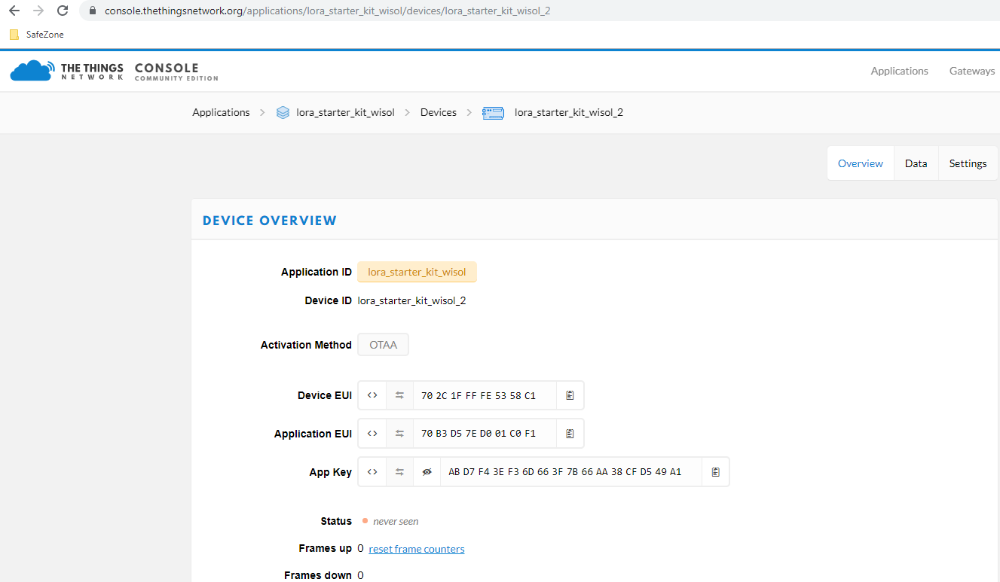 console.thethingsnetwork.org/applications/lora_starter_kit_wisol/devices/lora_starter_kit_wisol_2
SafeZone
THE THINGS NETWORK CONSOLE COMMUNITY EDITION
Applications Gateways
Applications > lora_starter_kit_wisol > Devices > lora_starter_kit_wisol_2
Overview Data Settings
DEVICE OVERVIEW
Application ID lora_starter_kit_wisol
Device ID lora_starter_kit_wisol_2
Activation Method OTAA
Device EUI <> 70 2C 1F FF FE 53 58 C1
Application EUI <> 70 B3 D5 7E D0 01 C0 F1
App Key <> AB D7 F4 3E F3 6D 66 3F 7B 66 AA 38 CF D5 49 A1
Status never seen
Frames up 0 reset frame counters
Frames down 0